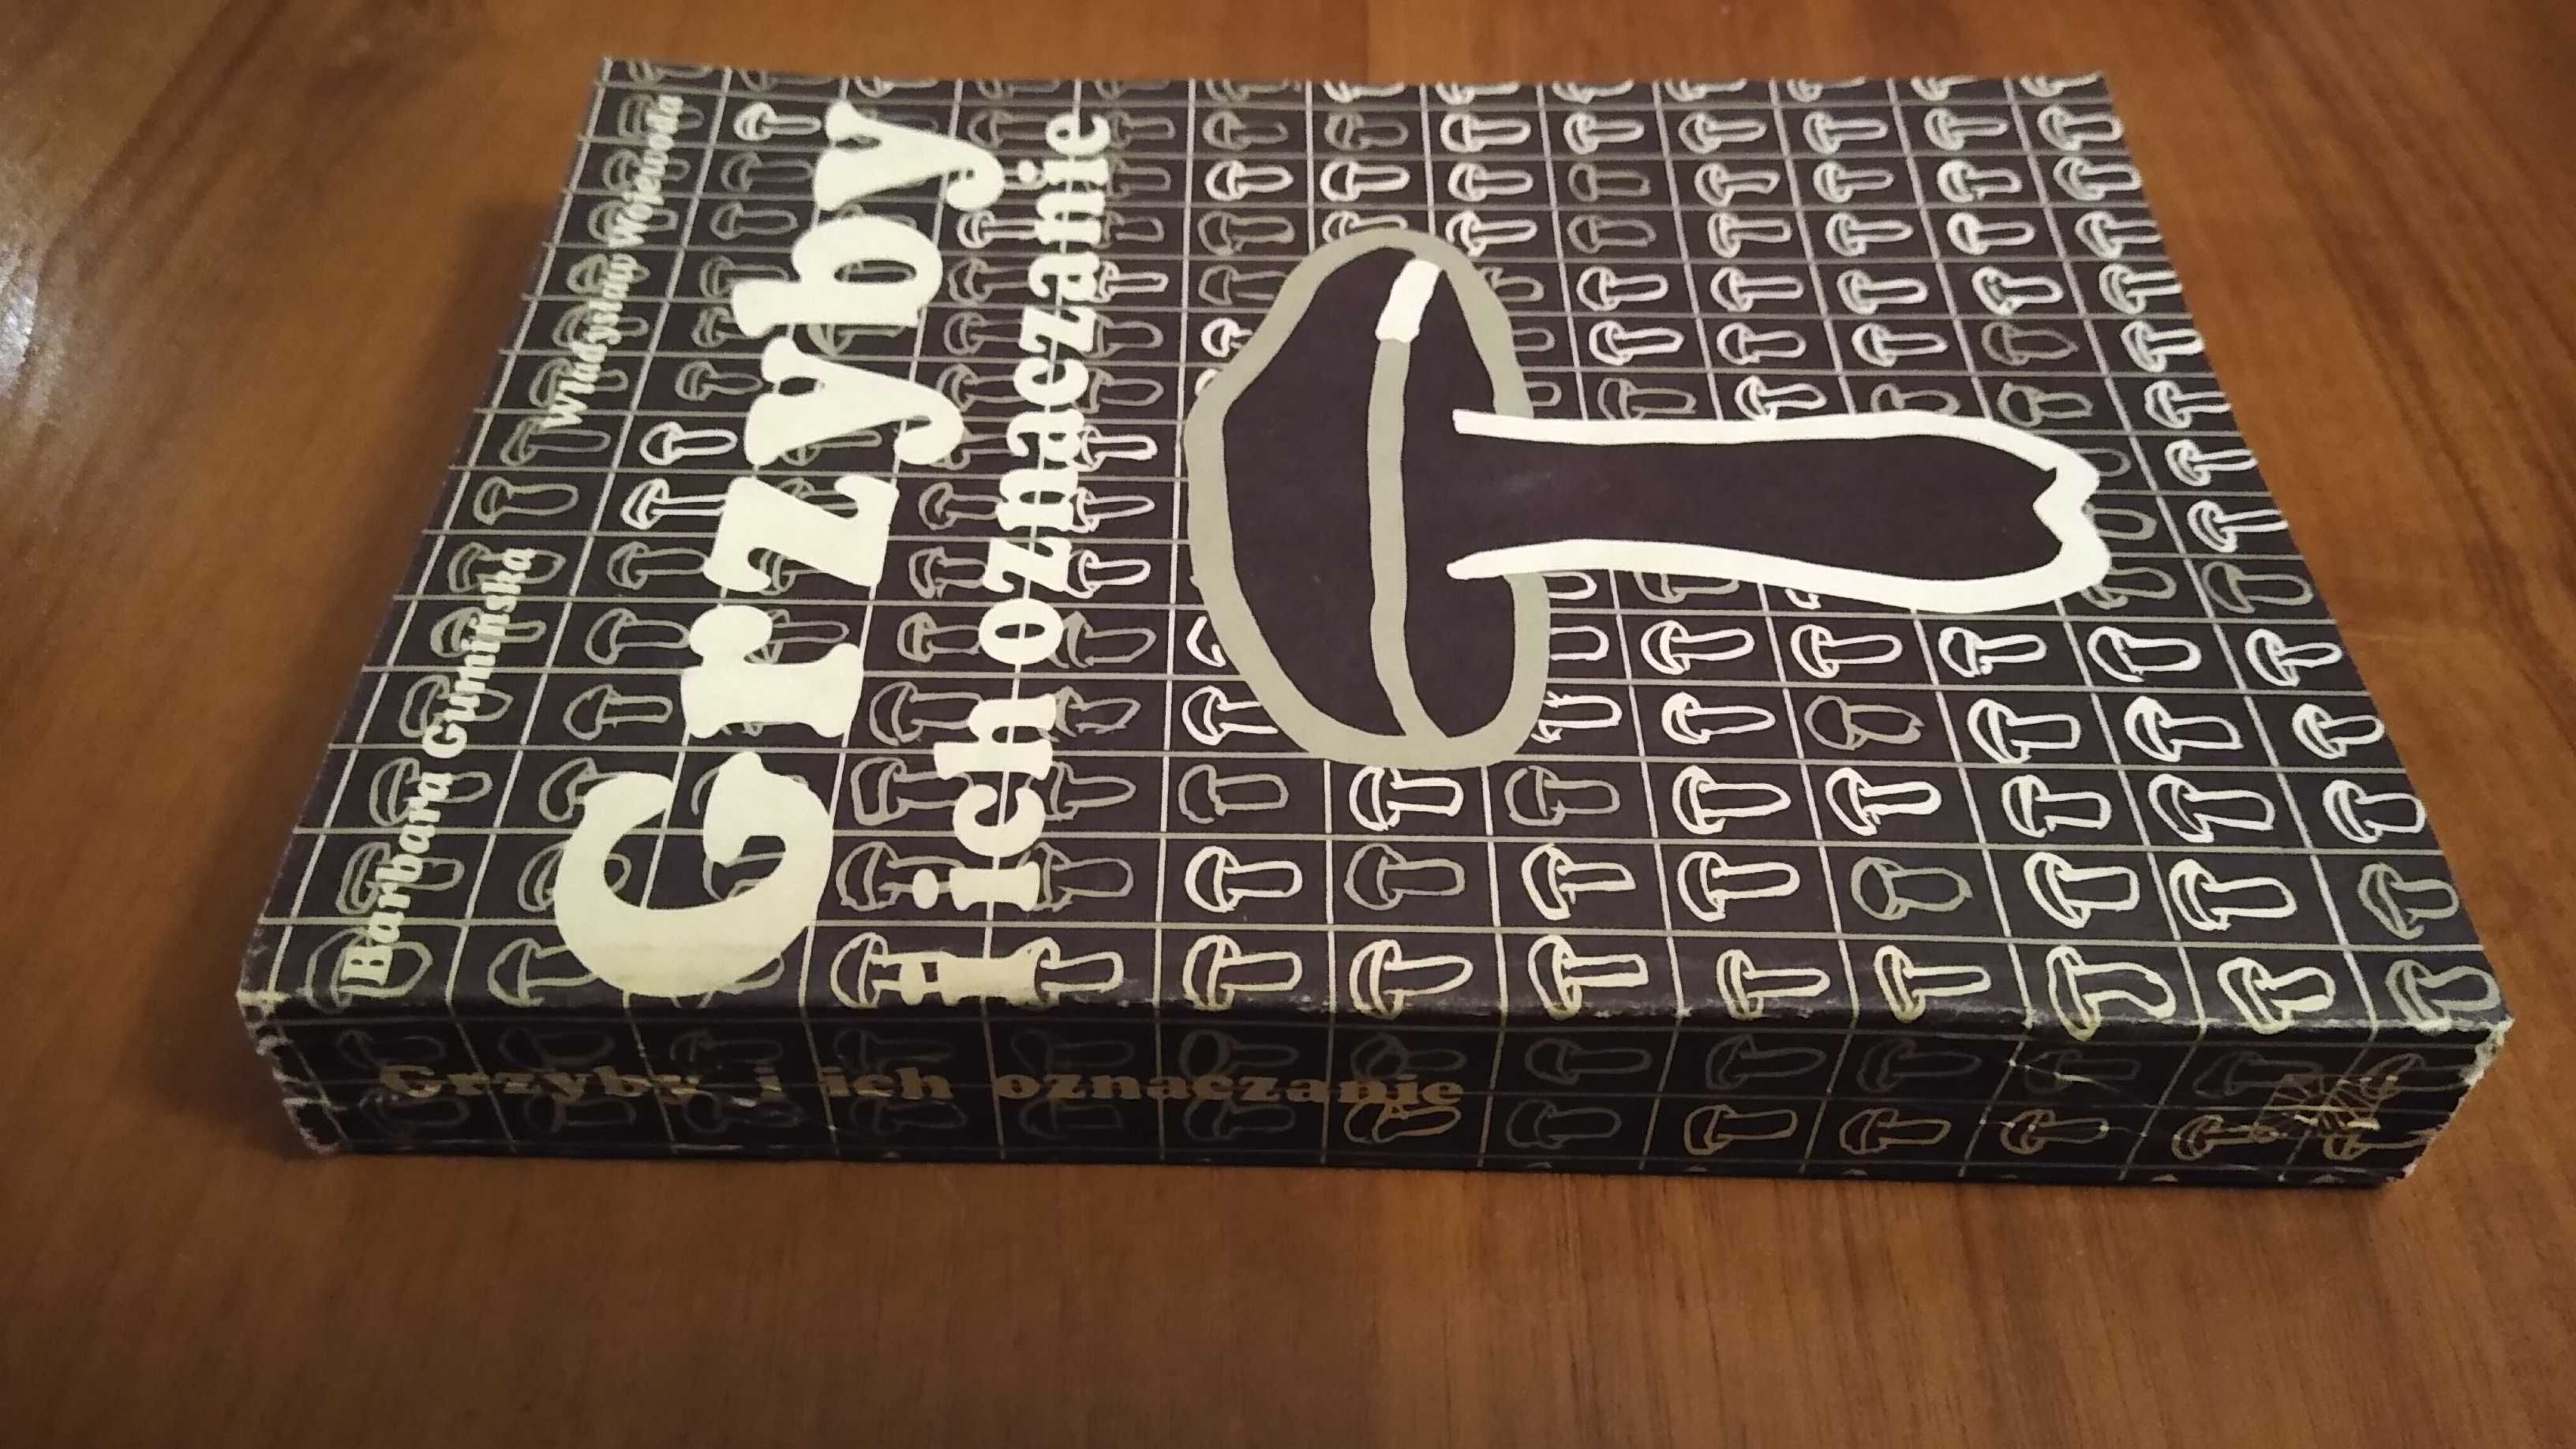 Barbara Gumińska
Władysław Wojewoda
Grzyby
i ich oznaczanie
Grzyby i ich oznaczanie